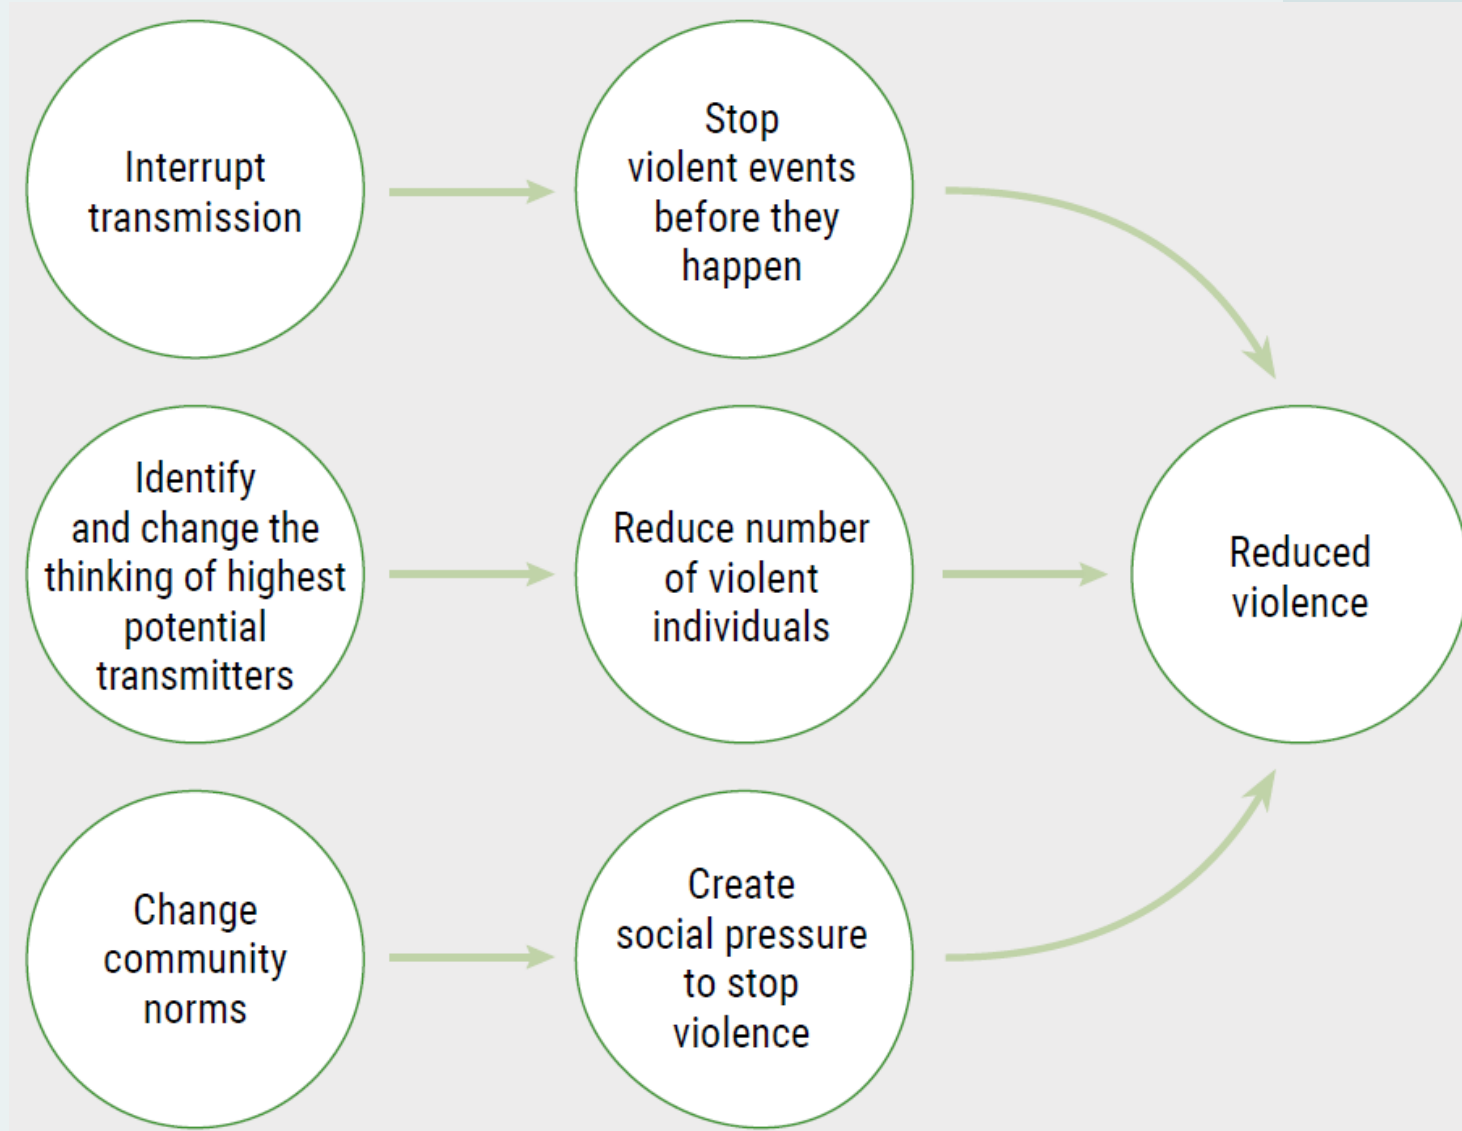 Interrupt
transmission
Stop
violent events
before they
happen
Identify
and change the
thinking of highest
potential
transmitters
Reduce number
of violent
individuals
Reduced
violence
Change
community
norms
Create
social pressure
to stop
violence